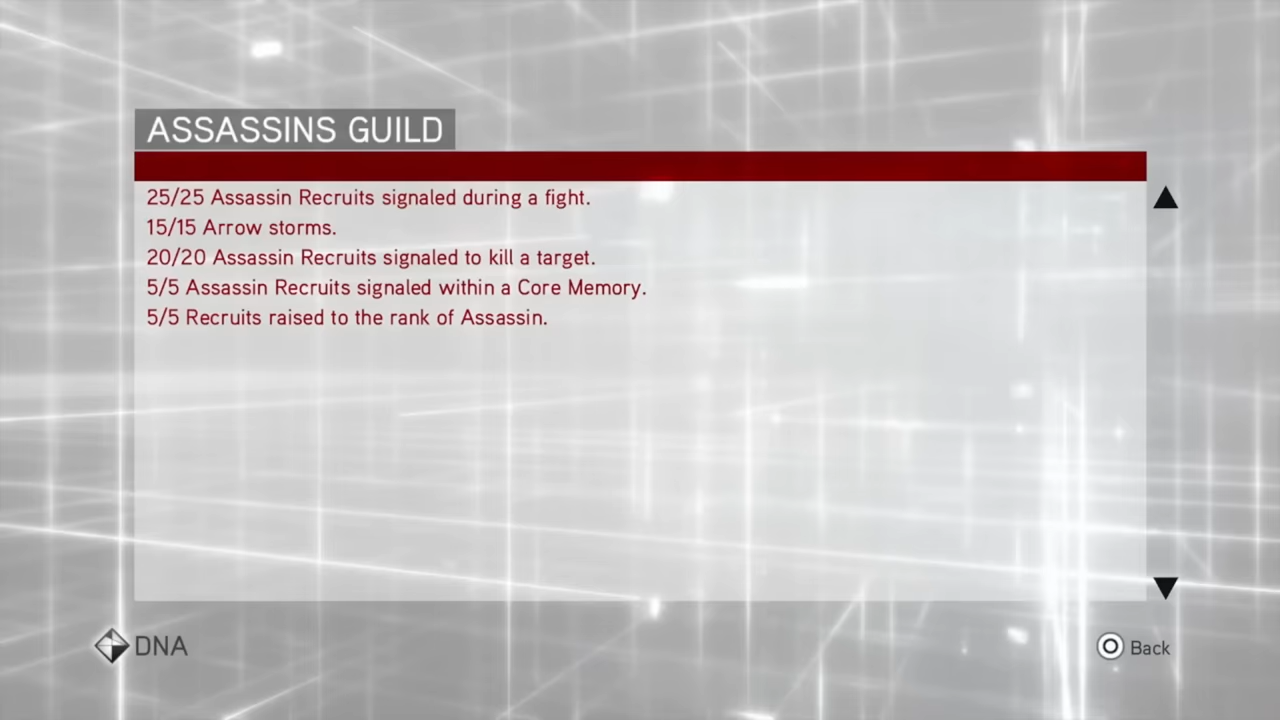 ASSASSINS GUILD
25/25 Assassin Recruits signaled during a fight.
15/15 Arrow storms.
20/20 Assassin Recruits signaled to kill a target.
5/5 Assassin Recruits signaled within a Core Memory.
5/5 Recruits raised to the rank of Assassin.
DNA
Back